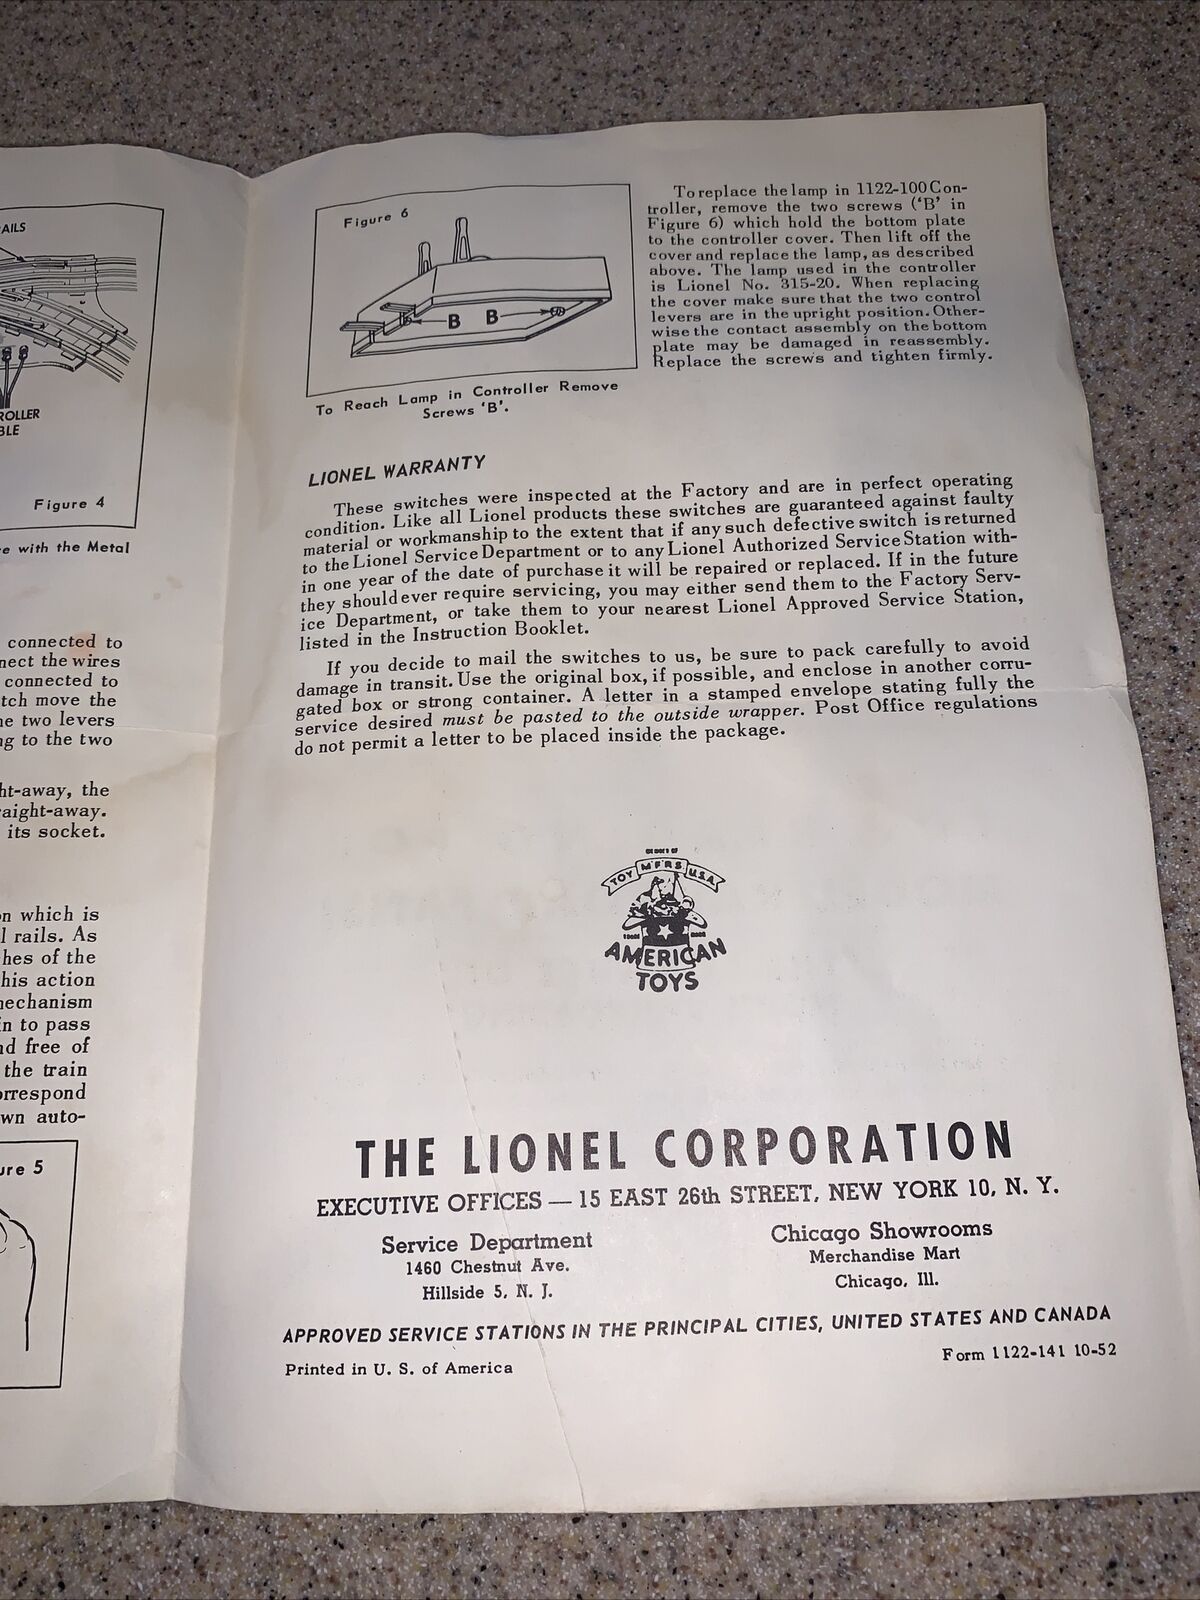 AILS
ROLLER
BLE
Figure 4
e with the Metal
connected to
nect the wires
connected to
tch move the
e two levers
ng to the two
ht-away, the
raight-away.
its socket.
n which is
l rails. As
hes of the
his action
mechanism
in to pass
nd free of
the train
orrespond
wn auto-
ure 5
Figure 6
B B
To Reach Lamp in Controller Remove
Screws 'B'.
To replace the lamp in 1122-100 Con-
troller, remove the two screws ('B' in
Figure 6) which hold the bottom plate
to the controller cover. Then lift off the
cover and replace the lamp, as described
above. The lamp used in the controller
is Lionel No. 315-20. When replacing
the cover make sure that the two control
levers are in the upright position. Other-
wise the contact assembly on the bottom
plate may be damaged in reassembly.
Replace the screws and tighten firmly.
LIONEL WARRANTY
These switches were inspected at the Factory and are in perfect operating
condition. Like all Lionel products these switches are guaranteed against faulty
material or workmanship to the extent that if any such defective switch is returned
to the Lionel Service Department or to any Lionel Authorized Service Station with-
in one year of the date of purchase it will be repaired or replaced. If in the future
they should ever require servicing, you may either send them to the Factory Serv-
ice Department, or take them to your nearest Lionel Approved Service Station,
listed in the Instruction Booklet.
If you decide to mail the switches to us, be sure to pack carefully to avoid
damage in transit. Use the original box, if possible, and enclose in another corru-
gated box or strong container. A letter in a stamped envelope stating fully the
service desired must be pasted to the outside wrapper. Post Office regulations
do not permit a letter to be placed inside the package.
TOY M'F'RS U.S.A.
AMERICAN
TOYS
THE LIONEL CORPORATION
EXECUTIVE OFFICES — 15 EAST 26th STREET, NEW YORK 10, N. Y.
Service Department
1460 Chestnut Ave.
Hillside 5, N. J.
Chicago Showrooms
Merchandise Mart
Chicago, Ill.
APPROVED SERVICE STATIONS IN THE PRINCIPAL CITIES, UNITED STATES AND CANADA
Printed in U. S. of America
Form 1122-141 10-52